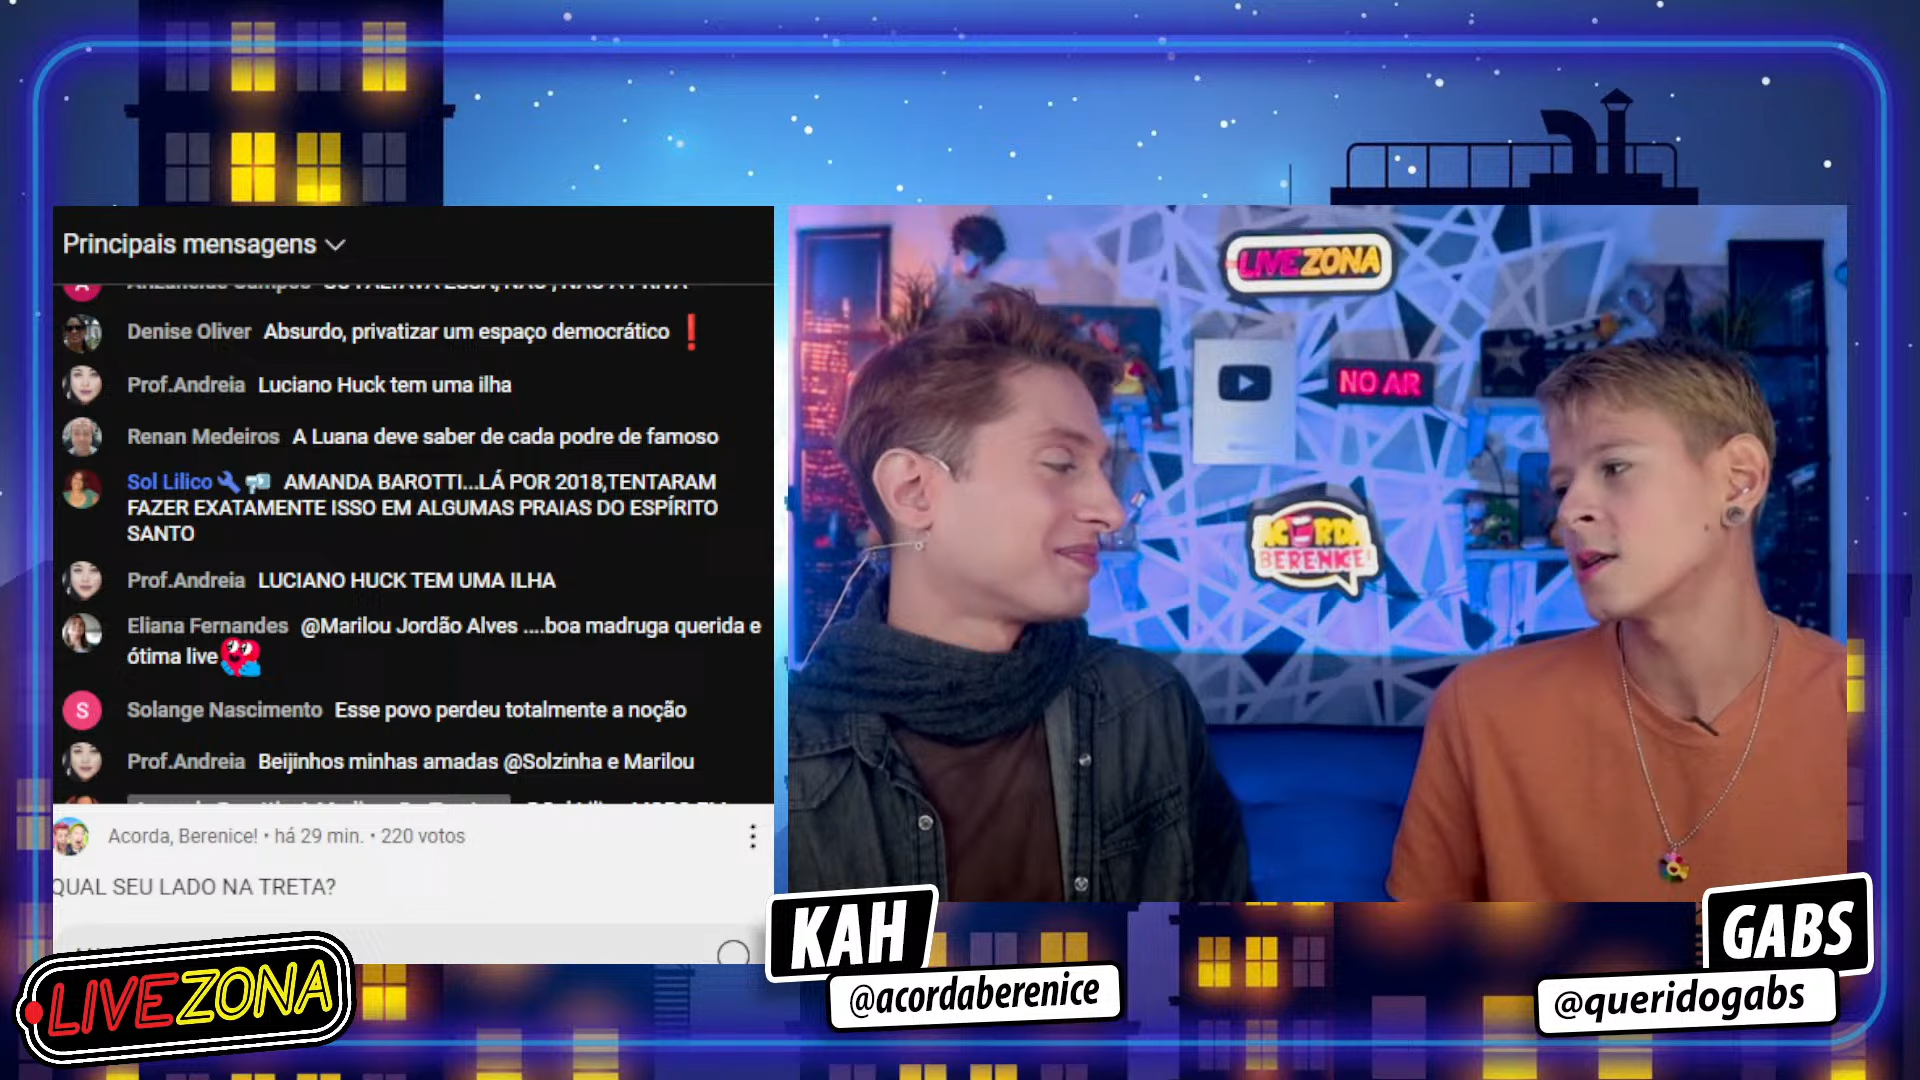 Principais mensagens
Denise Oliver Absurdo, privatizar um espaço democrático ❗
Prof.Andreia Luciano Huck tem uma ilha
Renan Medeiros A Luana deve saber de cada podre de famoso
Sol Lilico AMANDA BAROTTI...LÁ POR 2018,TENTARAM
FAZER EXATAMENTE ISSO EM ALGUMAS PRAIAS DO ESPÍRITO
SANTO
Prof.Andreia LUCIANO HUCK TEM UMA ILHA
Eliana Fernandes @Marilou Jordão Alves ....boa madruga querida e
ótima live
S
Solange Nascimento Esse povo perdeu totalmente a noção
Prof.Andreia Beijinhos minhas amadas @Solzinha e Marilou
Acorda, Berenice! • há 29 min. • 220 votos
QUAL SEU LADO NA TRETA?
LIVEZONA
LIVEZONA
NO AR
ACORDA
BERENICE!
KAH
@acordaberenice
GABS
@queridogabs